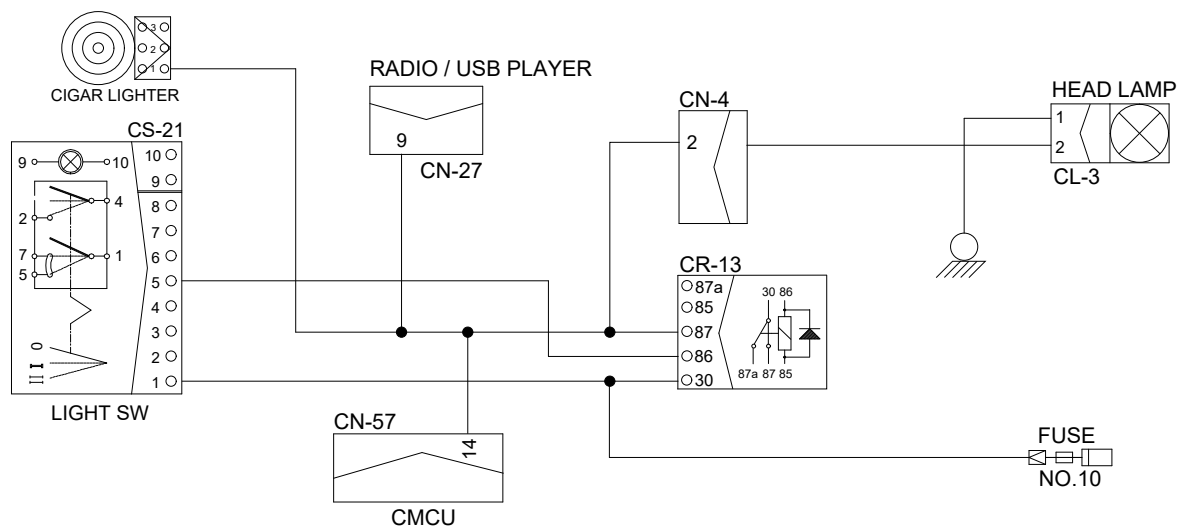 3
2
1
CIGAR LIGHTER
RADIO / USB PLAYER
9
CN-27
CN-4
2
HEAD LAMP
1
2
CL-3
CS-21
9
10
10
9
8
7
6
5
4
3
2
1
2
4
7
5
1
0
I
II
LIGHT SW
CR-13
87a
85
87
86
30
30 86
87a 87 85
CN-57
14
CMCU
FUSE
NO.10